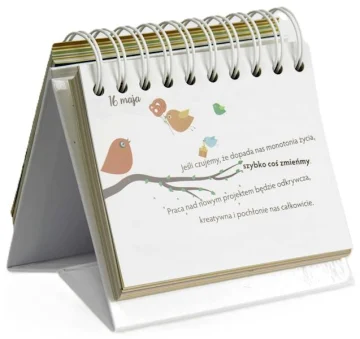 16 maja
Jeśli czujemy, że dopada nas monotonia życia,
szybko coś zmieńmy.
Praca nad nowym projektem będzie odkrywcza,
kreatywna i pochłonie nas całkowicie.